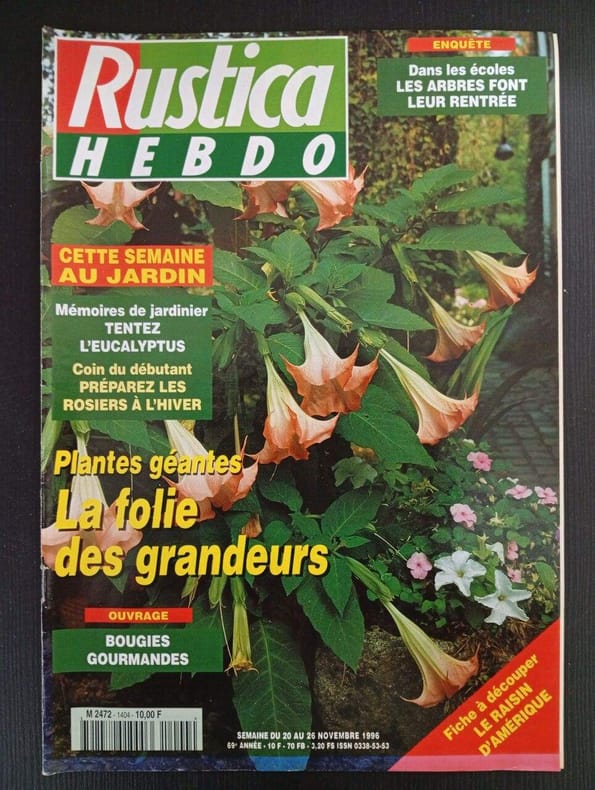 Rustica
HEBDO
ENQUÊTE
Dans les écoles
LES ARBRES FONT
LEUR RENTRÉE
CETTE SEMAINE
AU JARDIN
Mémoires de jardinier
TENTEZ
L'EUCALYPTUS
Coin du débutant
PRÉPAREZ LES
ROSIERS À L'HIVER
Plantes géantes
La folie
des grandeurs
OUVRAGE
BOUGIES
GOURMANDES
M 2472 - 1404 - 10,00 F
SEMAINE DU 20 AU 26 NOVEMBRE 1996
69e ANNÉE - 10 F - 70 FB - 3,20 FS ISSN 0338-53-53
Fiche à découper
LE RAISIN
D'AMÉRIQUE